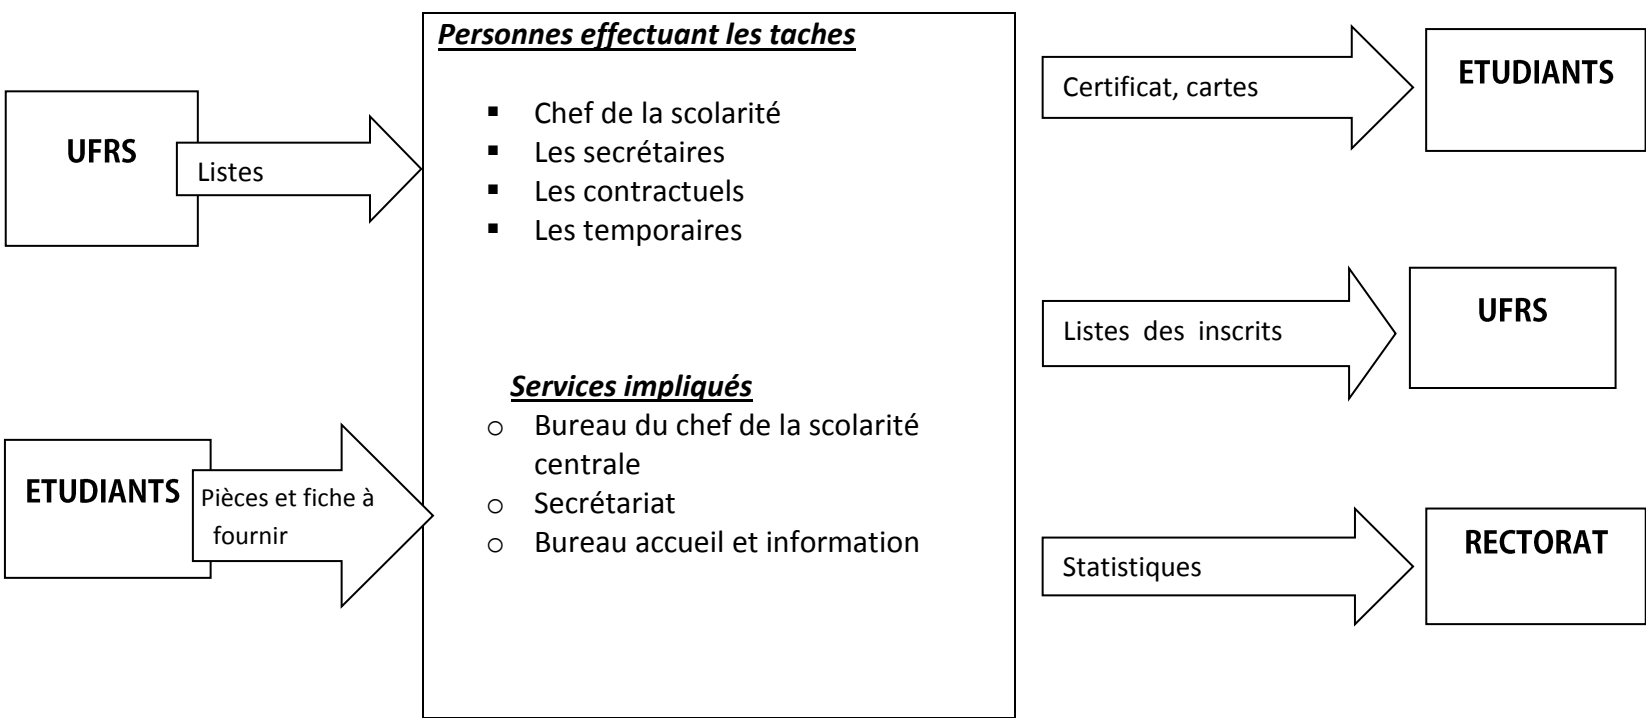 UFRS
Listes
ETUDIANTS
Pièces et fiche à
fournir
Personnes effectuant les taches
▪ Chef de la scolarité
▪ Les secrétaires
▪ Les contractuels
▪ Les temporaires
Services impliqués
o Bureau du chef de la scolarité
centrale
o Secrétariat
o Bureau accueil et information
Certificat, cartes
ETUDIANTS
Listes des inscrits
UFRS
Statistiques
RECTORAT